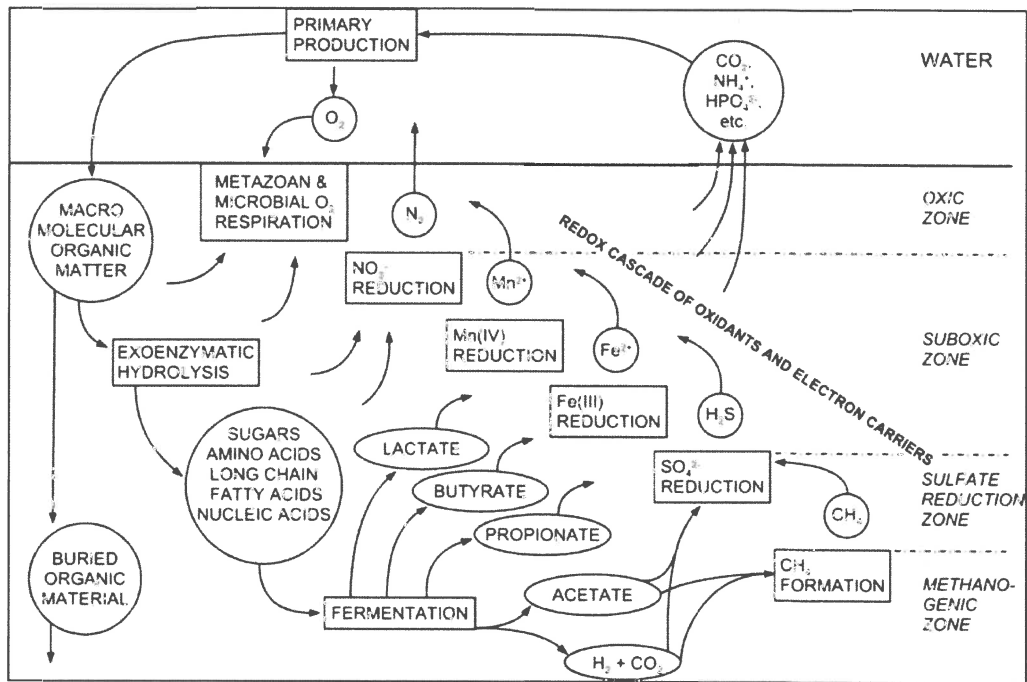 PRIMARY
PRODUCTION
WATER
CO₂,
NH₄⁺,
HPO₄²⁻,
etc.
O₂
METAZOAN &
MICROBIAL O₂
RESPIRATION
OXIC
ZONE
MACRO
MOLECULAR
ORGANIC
MATTER
N₂
NO₃⁻
REDUCTION
Mn²⁺
REDOX CASCADE OF OXIDANTS AND ELECTRON CARRIERS
Mn(IV)
REDUCTION
Fe²⁺
SUBOXIC
ZONE
EXOENZYMATIC
HYDROLYSIS
Fe(III)
REDUCTION
H₂S
SUGARS
AMINO ACIDS
LONG CHAIN
FATTY ACIDS
NUCLEIC ACIDS
LACTATE
BUTYRATE
PROPIONATE
SO₄²⁻
REDUCTION
CH₄
SULFATE
REDUCTION
ZONE
BURIED
ORGANIC
MATERIAL
FERMENTATION
ACETATE
H₂ + CO₂
CH₄
FORMATION
METHANO-
GENIC
ZONE